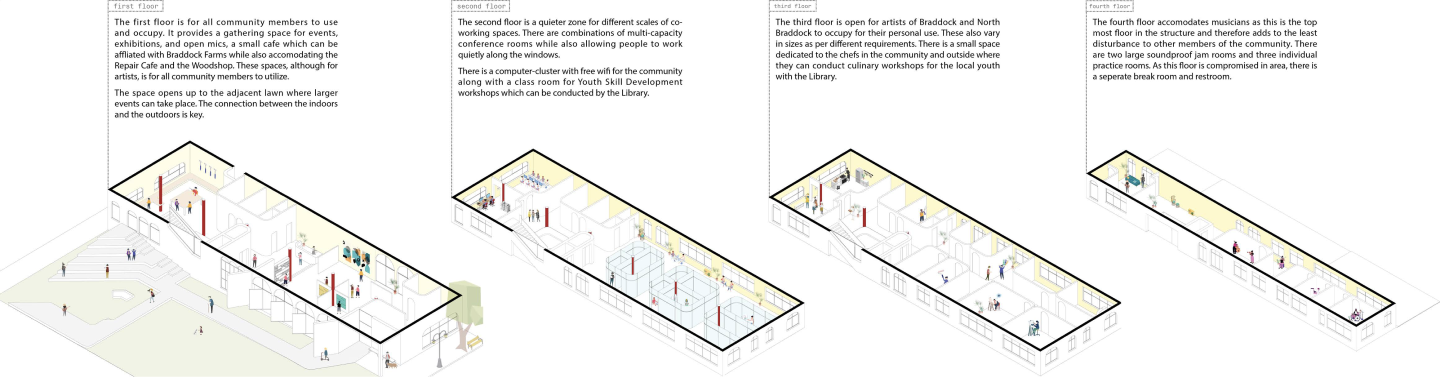 first floor
The first floor is for all community members to use
and occupy. It provides a gathering space for events,
exhibitions, and open mics, a small cafe which can be
affliated with Braddock Farms while also accomodating the
Repair Cafe and the Woodshop. These spaces, although for
artists, is for all community members to utilize.
The space opens up to the adjacent lawn where larger
events can take place. The connection between the indoors
and the outdoors is key.
second floor
The second floor is a quieter zone for different scales of co-
working spaces. There are combinations of multi-capacity
conference rooms while also allowing people to work
quietly along the windows.
There is a computer-cluster with free wifi for the community
along with a class room for Youth Skill Development
workshops which can be conducted by the Library.
third floor
The third floor is open for artists of Braddock and North
Braddock to occupy for their personal use. These also vary
in sizes as per different requirements. There is a small space
dedicated to the chefs in the community and outside where
they can conduct culinary workshops for the local youth
with the Library.
fourth floor
The fourth floor accomodates musicians as this is the top
most floor in the structure and therefore adds to the least
disturbance to other members of the community. There
are two large soundproof jam rooms and three individual
practice rooms. As this floor is compromised in area, there is
a seperate break room and restroom.